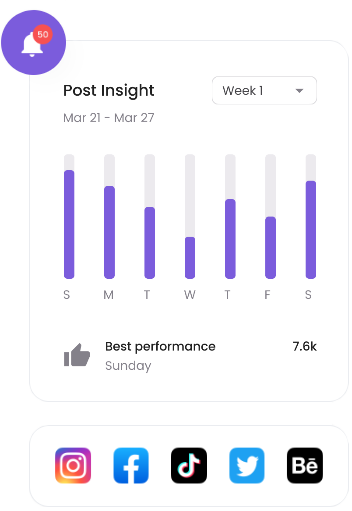 50
Post Insight
Week 1
Mar 21 - Mar 27
S M T W T F S
Best performance
7.6k
Sunday
Bē